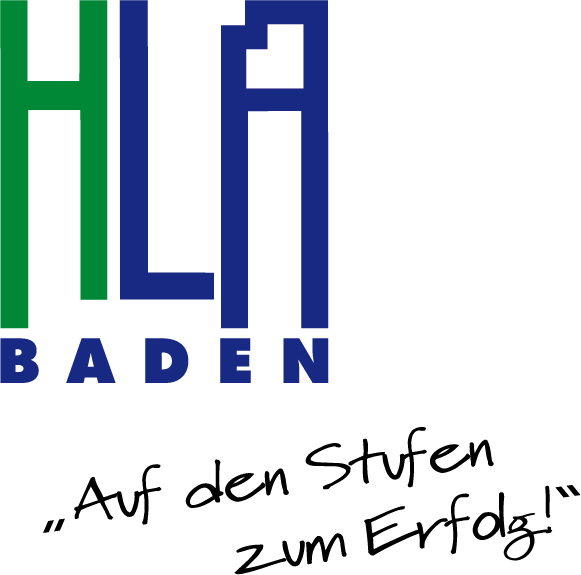 HLA
BADEN
„Auf den Stufen
zum Erfolg!“